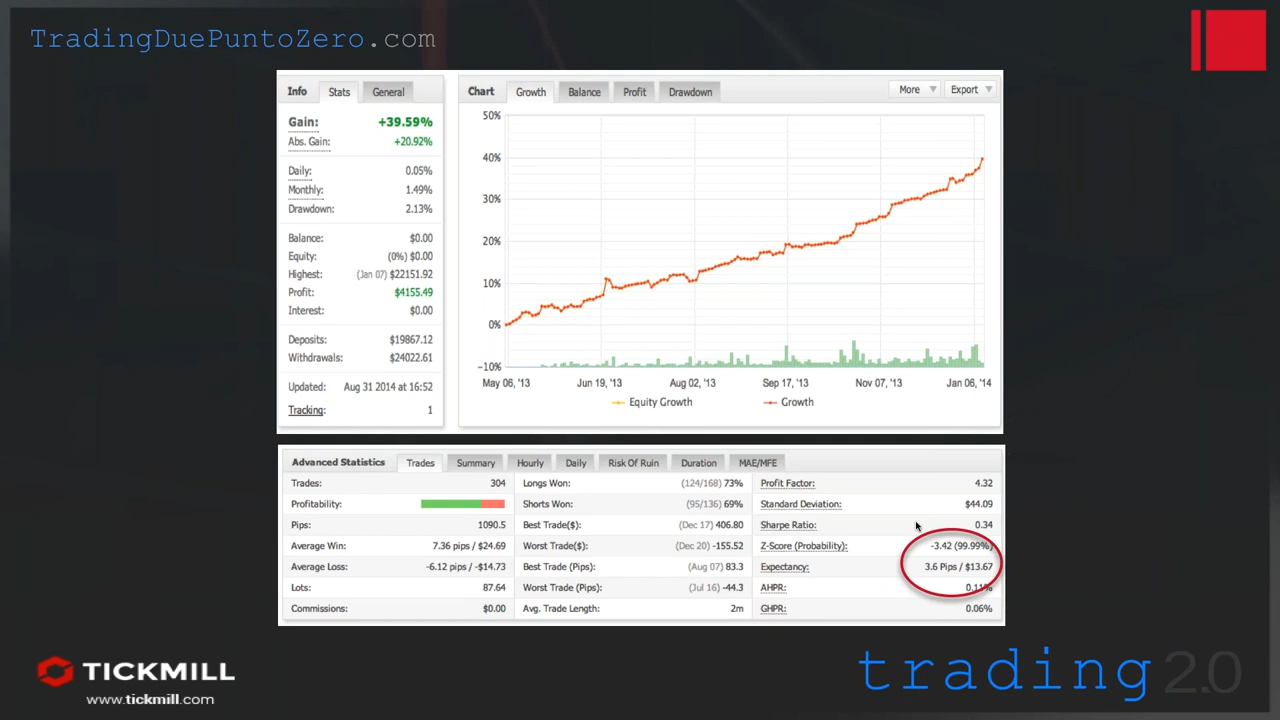 TradingDuePuntoZero.com
Info Stats General
Gain: +39.59%
Abs. Gain: +20.92%
Daily: 0.05%
Monthly: 1.49%
Drawdown: 2.13%
Balance: $0.00
Equity: (0%) $0.00
Highest: (Jan 07) $22151.92
Profit: $4155.49
Interest: $0.00
Deposits: $19867.12
Withdrawals: $24022.61
Updated: Aug 31 2014 at 16:52
Tracking: 1
Chart Growth Balance Profit Drawdown More Export
50%
40%
30%
20%
10%
0%
-10%
May 06, '13 Jun 19, '13 Aug 02, '13 Sep 17, '13 Nov 07, '13 Jan 06, '14
Equity Growth Growth
Advanced Statistics Trades Summary Hourly Daily Risk Of Ruin Duration MAE/MFE
Trades: 304 Longs Won: (124/168) 73% Profit Factor: 4.32
Profitability: Shorts Won: (95/136) 69% Standard Deviation: $44.09
Pips: 1090.5 Best Trade($): (Dec 17) 406.80 Sharpe Ratio: 0.34
Average Win: 7.36 pips / $24.69 Worst Trade($): (Dec 20) -155.52 Z-Score (Probability): -3.42 (99.99%)
Average Loss: -6.12 pips / -$14.73 Best Trade (Pips): (Aug 07) 83.3 Expectancy: 3.6 Pips / $13.67
Lots: 87.64 Worst Trade (Pips): (Jul 16) -44.3 AHPR: 0.11%
Commissions: $0.00 Avg. Trade Length: 2m GHPR: 0.06%
TICKMILL
www.tickmill.com
trading 2.0